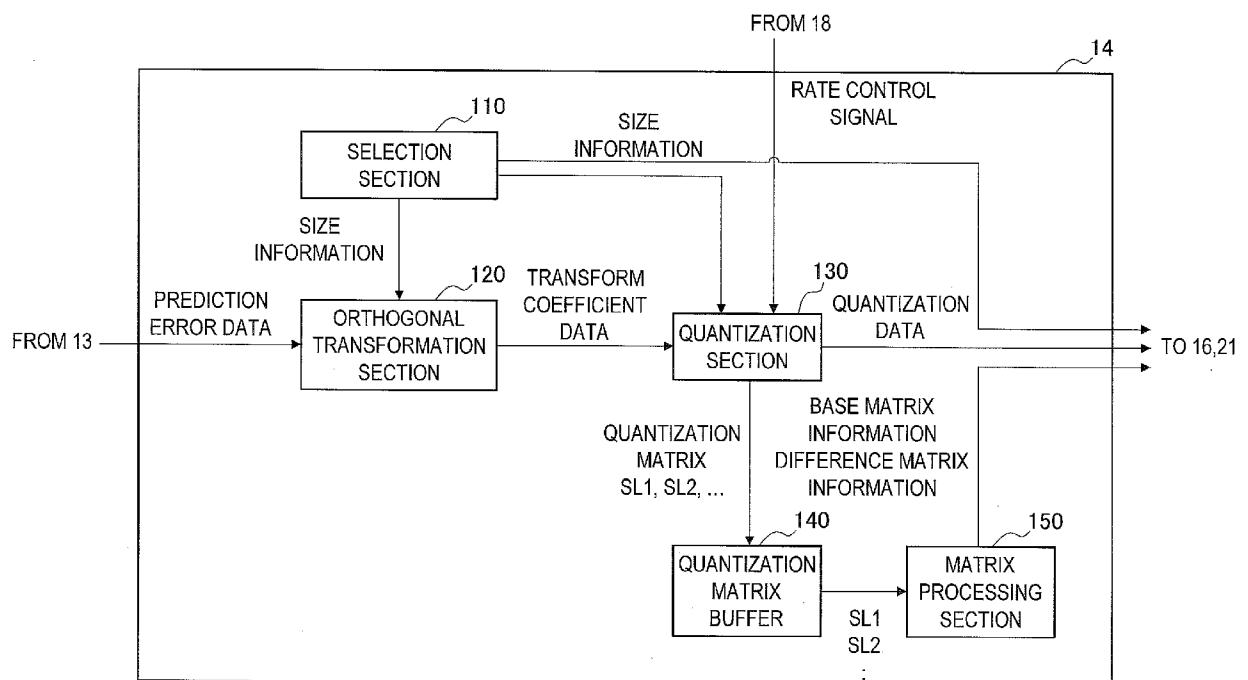 FROM 18
14
RATE CONTROL
SIGNAL
110
SELECTION
SECTION
SIZE
INFORMATION
SIZE
INFORMATION
120
PREDICTION
ERROR DATA
FROM 13
ORTHOGONAL
TRANSFORMATION
SECTION
TRANSFORM
COEFFICIENT
DATA
130
QUANTIZATION
SECTION
QUANTIZATION
DATA
TO 16,21
QUANTIZATION
MATRIX
SL1, SL2, ...
BASE MATRIX
INFORMATION
DIFFERENCE MATRIX
INFORMATION
140
QUANTIZATION
MATRIX
BUFFER
SL1
SL2
:
150
MATRIX
PROCESSING
SECTION